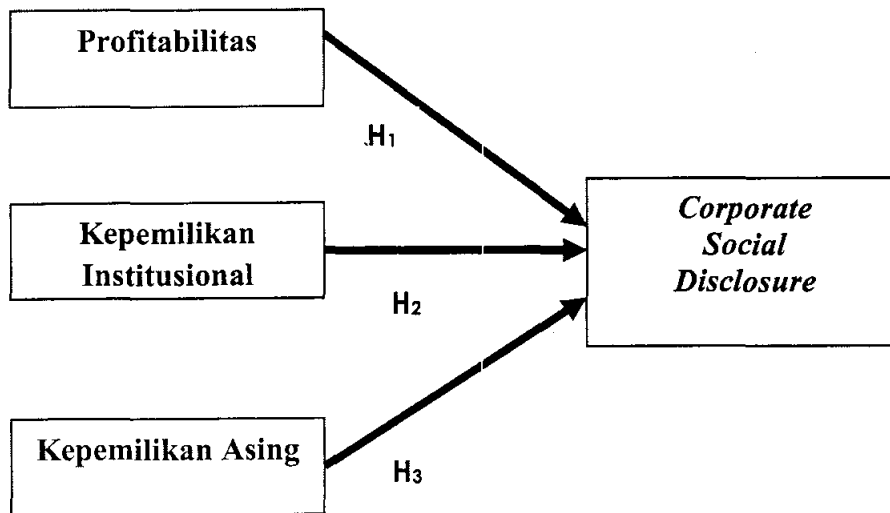 Profitabilitas
H1
Kepemilikan
Institusional
H2
Kepemilikan Asing
H3
Corporate
Social
Disclosure